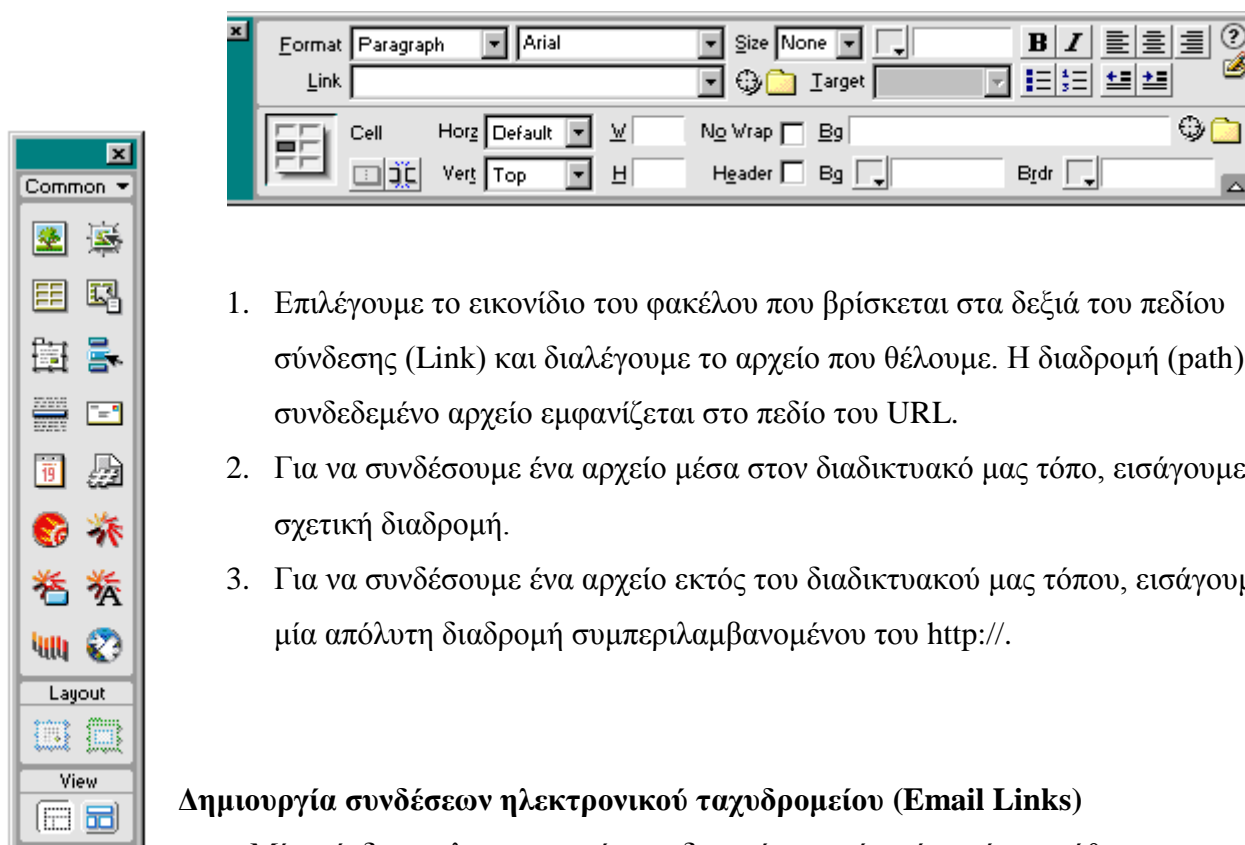 Format Paragraph Arial Size None B I
Link Target
Cell Horz Default W No Wrap Bg
Vert Top H Header Bg Brdr
Common
19
Layout
View
1. Επιλέγουμε το εικονίδιο του φακέλου που βρίσκεται στα δεξιά του πεδίου
σύνδεσης (Link) και διαλέγουμε το αρχείο που θέλουμε. Η διαδρομή (path)
συνδεδεμένο αρχείο εμφανίζεται στο πεδίο του URL.
2. Για να συνδέσουμε ένα αρχείο μέσα στον διαδικτυακό μας τόπο, εισάγουμε
σχετική διαδρομή.
3. Για να συνδέσουμε ένα αρχείο εκτός του διαδικτυακού μας τόπου, εισάγουμ
μία απόλυτη διαδρομή συμπεριλαμβανομένου του http://.
Δημιουργία συνδέσεων ηλεκτρονικού ταχυδρομείου (Email Links)